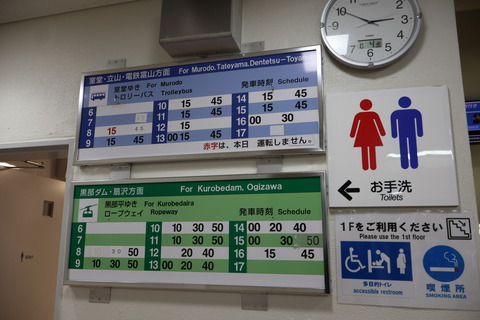 室堂・立山・電鉄富山方面 For Murodo.Tateyama.Dentetsu-Toyama
室堂ゆき For Murodo
トロリーバス Trolleybus
発車時刻 Schedule
6
7
8 15 45
9 15 45
10 15 45
11 15 45
12 15 45
13 00 15 45
14 15 45
15 15 45
16 00 30
17
赤字は、本日 運転しません。
黒部ダム・扇沢方面 For Kurobedam. Ogizawa
黒部平ゆき For Kurobedaira
ロープウェイ Ropeway
発車時刻 Schedule
6
7
8 30 50
9 10 30 50
10 10 30 50
11 10 30 50
12 20 40
13 00 20 40
14 00 20 40
15 00 30 50
16 15 45
17
お手洗
Toilets
1Fをご利用ください
Please use the 1st floor
多目的トイレ
accessible restroom
喫煙所
SMOKING AREA